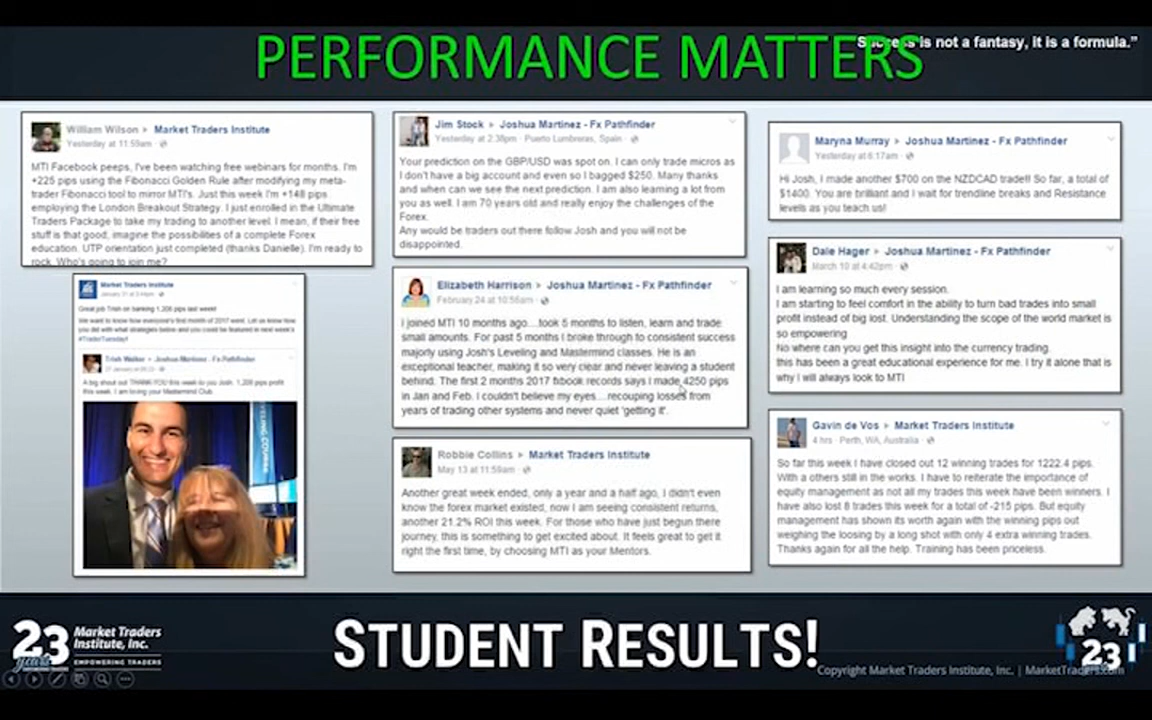 PERFORMANCE MATTERS
Success is not a fantasy, it is a formula.”
William Wilson ▸ Market Traders Institute
Yesterday at 11:59am ·
MTI Facebook peeps, I've been watching free webinars for months. I'm
+225 pips using the Fibonacci Golden Rule after modifying my meta-
trader Fibonacci tool to mirror MTI's. Just this week I'm +148 pips
employing the London Breakout Strategy. I just enrolled in the Ultimate
Traders Package to take my trading to another level. I mean, if their free
stuff is that good, imagine the possibilities of a complete Forex
education. UTP orientation just completed (thanks Danielle). I'm ready to
rock. Who's going to join me?
Market Traders Institute
Great job Trish on banking 1,200 pips last week!
We want to know how everyone's first month of 2017 went. Let us know how
you did with what strategies below and you could be featured in next week's
#TraderTuesday!
Trish Walker ▸ Joshua Martinez - Fx Pathfinder
A big shout out THANK YOU this week to you Josh. 1,200 pips profit
this week, I am loving your Mastermind Club.
Jim Stock ▸ Joshua Martinez - Fx Pathfinder
Yesterday at 2:38pm · Puerto Lumbreras, Spain ·
Your prediction on the GBP/USD was spot on. I can only trade micros as
I don't have a big account and even so I bagged $250. Many thanks
and when can we see the next prediction. I am also learning a lot from
you as well. I am 70 years old and really enjoy the challenges of the
Forex.
Any would be traders out there follow Josh and you will not be
disappointed.
Elizabeth Harrison ▸ Joshua Martinez - Fx Pathfinder
February 24 at 10:56am ·
I joined MTI 10 months ago....took 5 months to listen, learn and trade
small amounts. For past 5 months I broke through to consistent success
majorly using Josh's Leveling and Mastermind classes. He is an
exceptional teacher, making it so very clear and never leaving a student
behind. The first 2 months 2017 fxbook records says I made 4250 pips
in Jan and Feb. I couldn't believe my eyes....recouping losses from
years of trading other systems and never quiet 'getting it'.
Robbie Collins ▸ Market Traders Institute
May 13 at 11:59am ·
Another great week ended, only a year and a half ago, I didn't even
know the forex market existed, now I am seeing consistent returns,
another 21.2% ROI this week. For those who have just begun there
journey, this is something to get excited about. It feels great to get it
right the first time, by choosing MTI as your Mentors.
Maryna Murray ▸ Joshua Martinez - Fx Pathfinder
Yesterday at 6:17am ·
Hi Josh, I made another $700 on the NZDCAD trade!! So far, a total of
$1400. You are brilliant and I wait for trendline breaks and Resistance
levels as you teach us!
Dale Hager ▸ Joshua Martinez - Fx Pathfinder
March 10 at 4:42pm ·
I am learning so much every session.
I am starting to feel comfort in the ability to turn bad trades into small
profit instead of big lost. Understanding the scope of the world market is
so empowering
No where can you get this insight into the currency trading.
this has been a great educational experience for me. I try it alone that is
why I will always look to MTI
Gavin de Vos ▸ Market Traders Institute
4 hrs · Perth, WA, Australia ·
So far this week I have closed out 12 winning trades for 1222.4 pips.
With a others still in the works. I have to reiterate the importance of
equity management as not all my trades this week have been winners. I
have also lost 8 trades this week for a total of -215 pips. But equity
management has shown its worth again with the winning pips out
weighing the loosing by a long shot with only 4 extra winning trades.
Thanks again for all the help. Training has been priceless.
23 years
Market Traders
Institute, Inc.
EMPOWERING TRADERS
STUDENT RESULTS!
23
Copyright Market Traders Institute, Inc. | MarketTraders.com